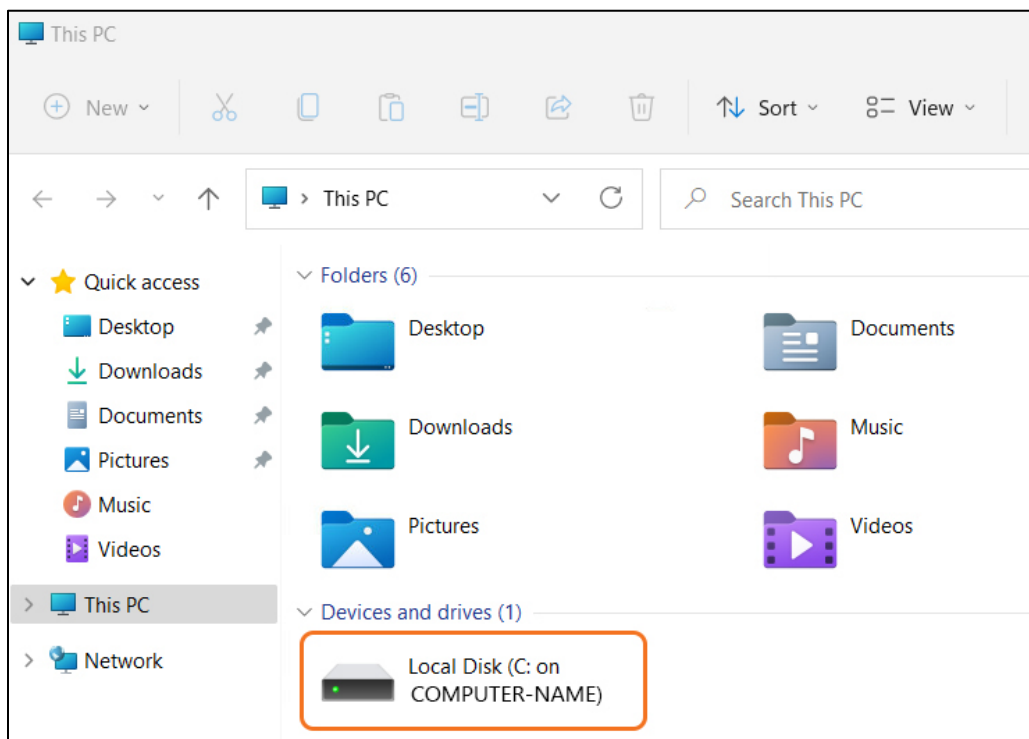 This PC
New
Sort
View
This PC
Search This PC
Quick access
Desktop
Downloads
Documents
Pictures
Music
Videos
This PC
Network
Folders (6)
Desktop
Documents
Downloads
Music
Pictures
Videos
Devices and drives (1)
Local Disk (C: on
COMPUTER-NAME)